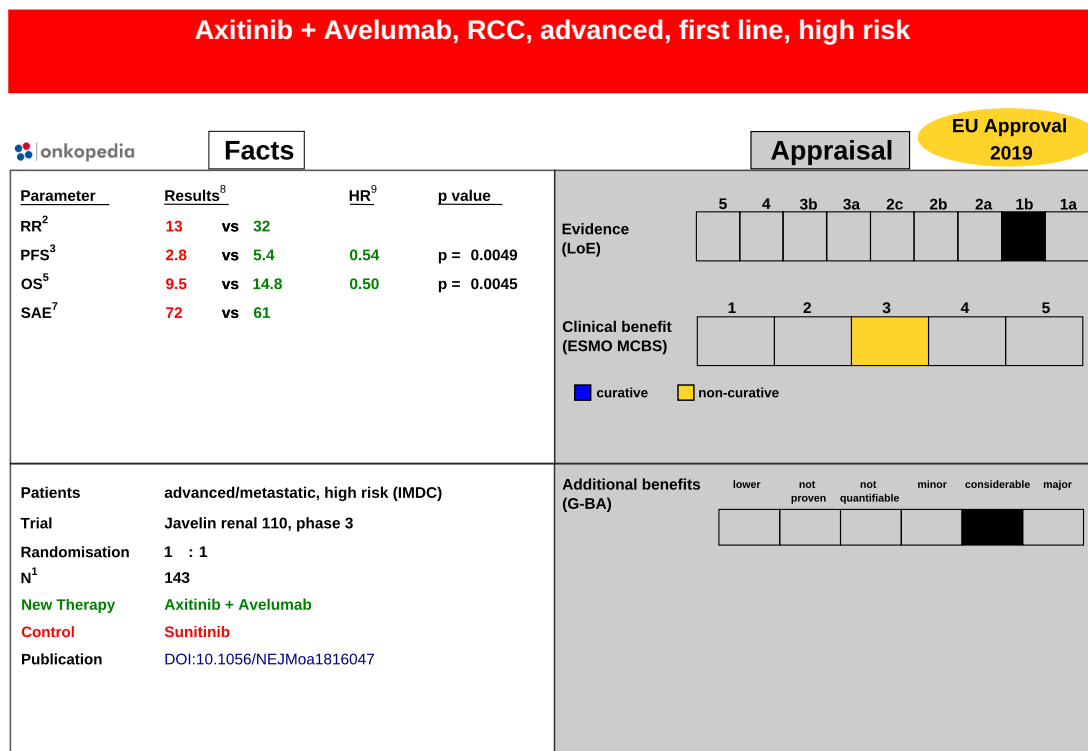 Axitinib + Avelumab, RCC, advanced, first line, high risk
EU Approval
2019
onkopedia
Facts
Appraisal
Parameter Results8 HR9 p value
RR2 13 vs 32
PFS3 2.8 vs 5.4 0.54 p = 0.0049
OS5 9.5 vs 14.8 0.50 p = 0.0045
SAE7 72 vs 61
5 4 3b 3a 2c 2b 2a 1b 1a
Evidence
(LoE)
1 2 3 4 5
Clinical benefit
(ESMO MCBS)
curative non-curative
Patients advanced/metastatic, high risk (IMDC)
Trial Javelin renal 110, phase 3
Randomisation 1 : 1
N1 143
New Therapy Axitinib + Avelumab
Control Sunitinib
Publication DOI:10.1056/NEJMoa1816047
Additional benefits
(G-BA)
lower not proven not quantifiable minor considerable major